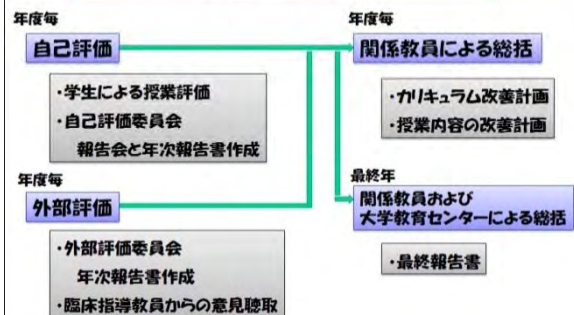 年度毎
自己評価
・学生による授業評価
・自己評価委員会
報告会と年次報告書作成
年度毎
外部評価
・外部評価委員会
年次報告書作成
・臨床指導教員からの意見聴取
年度毎
関係教員による総括
・カリキュラム改善計画
・授業内容の改善計画
最終年
関係教員および
大学教育センターによる総括
・最終報告書